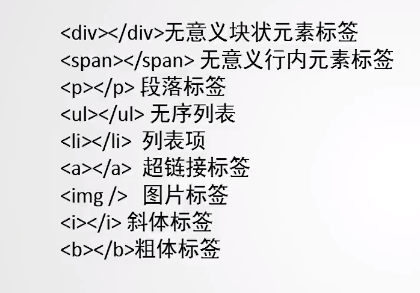 <div></div>无意义块状元素标签
<span></span> 无意义行内元素标签
<p></p> 段落标签
<ul></ul> 无序列表
<li></li> 列表项
<a></a> 超链接标签
<img /> 图片标签
<i></i> 斜体标签
<b></b>粗体标签